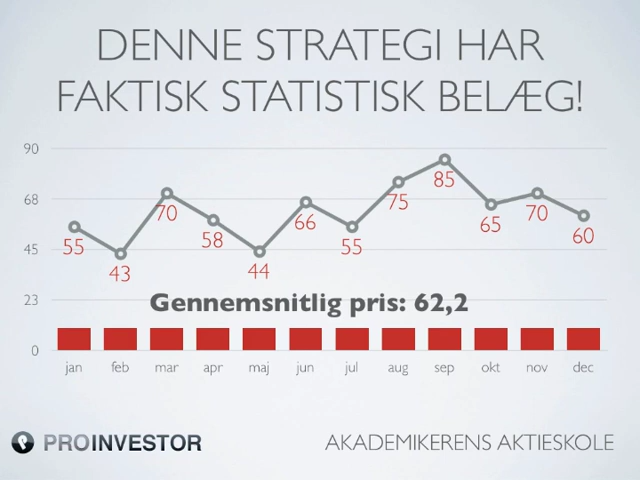 DENNE STRATEGI HAR
FAKTISK STATISTISK BELÆG!
90
68
45
23
0
55
43
70
58
44
66
55
75
85
65
70
60
Gennemsnitlig pris: 62,2
jan feb mar apr maj jun jul aug sep okt nov dec
PROINVESTOR
AKADEMIKERENS AKTIESKOLE